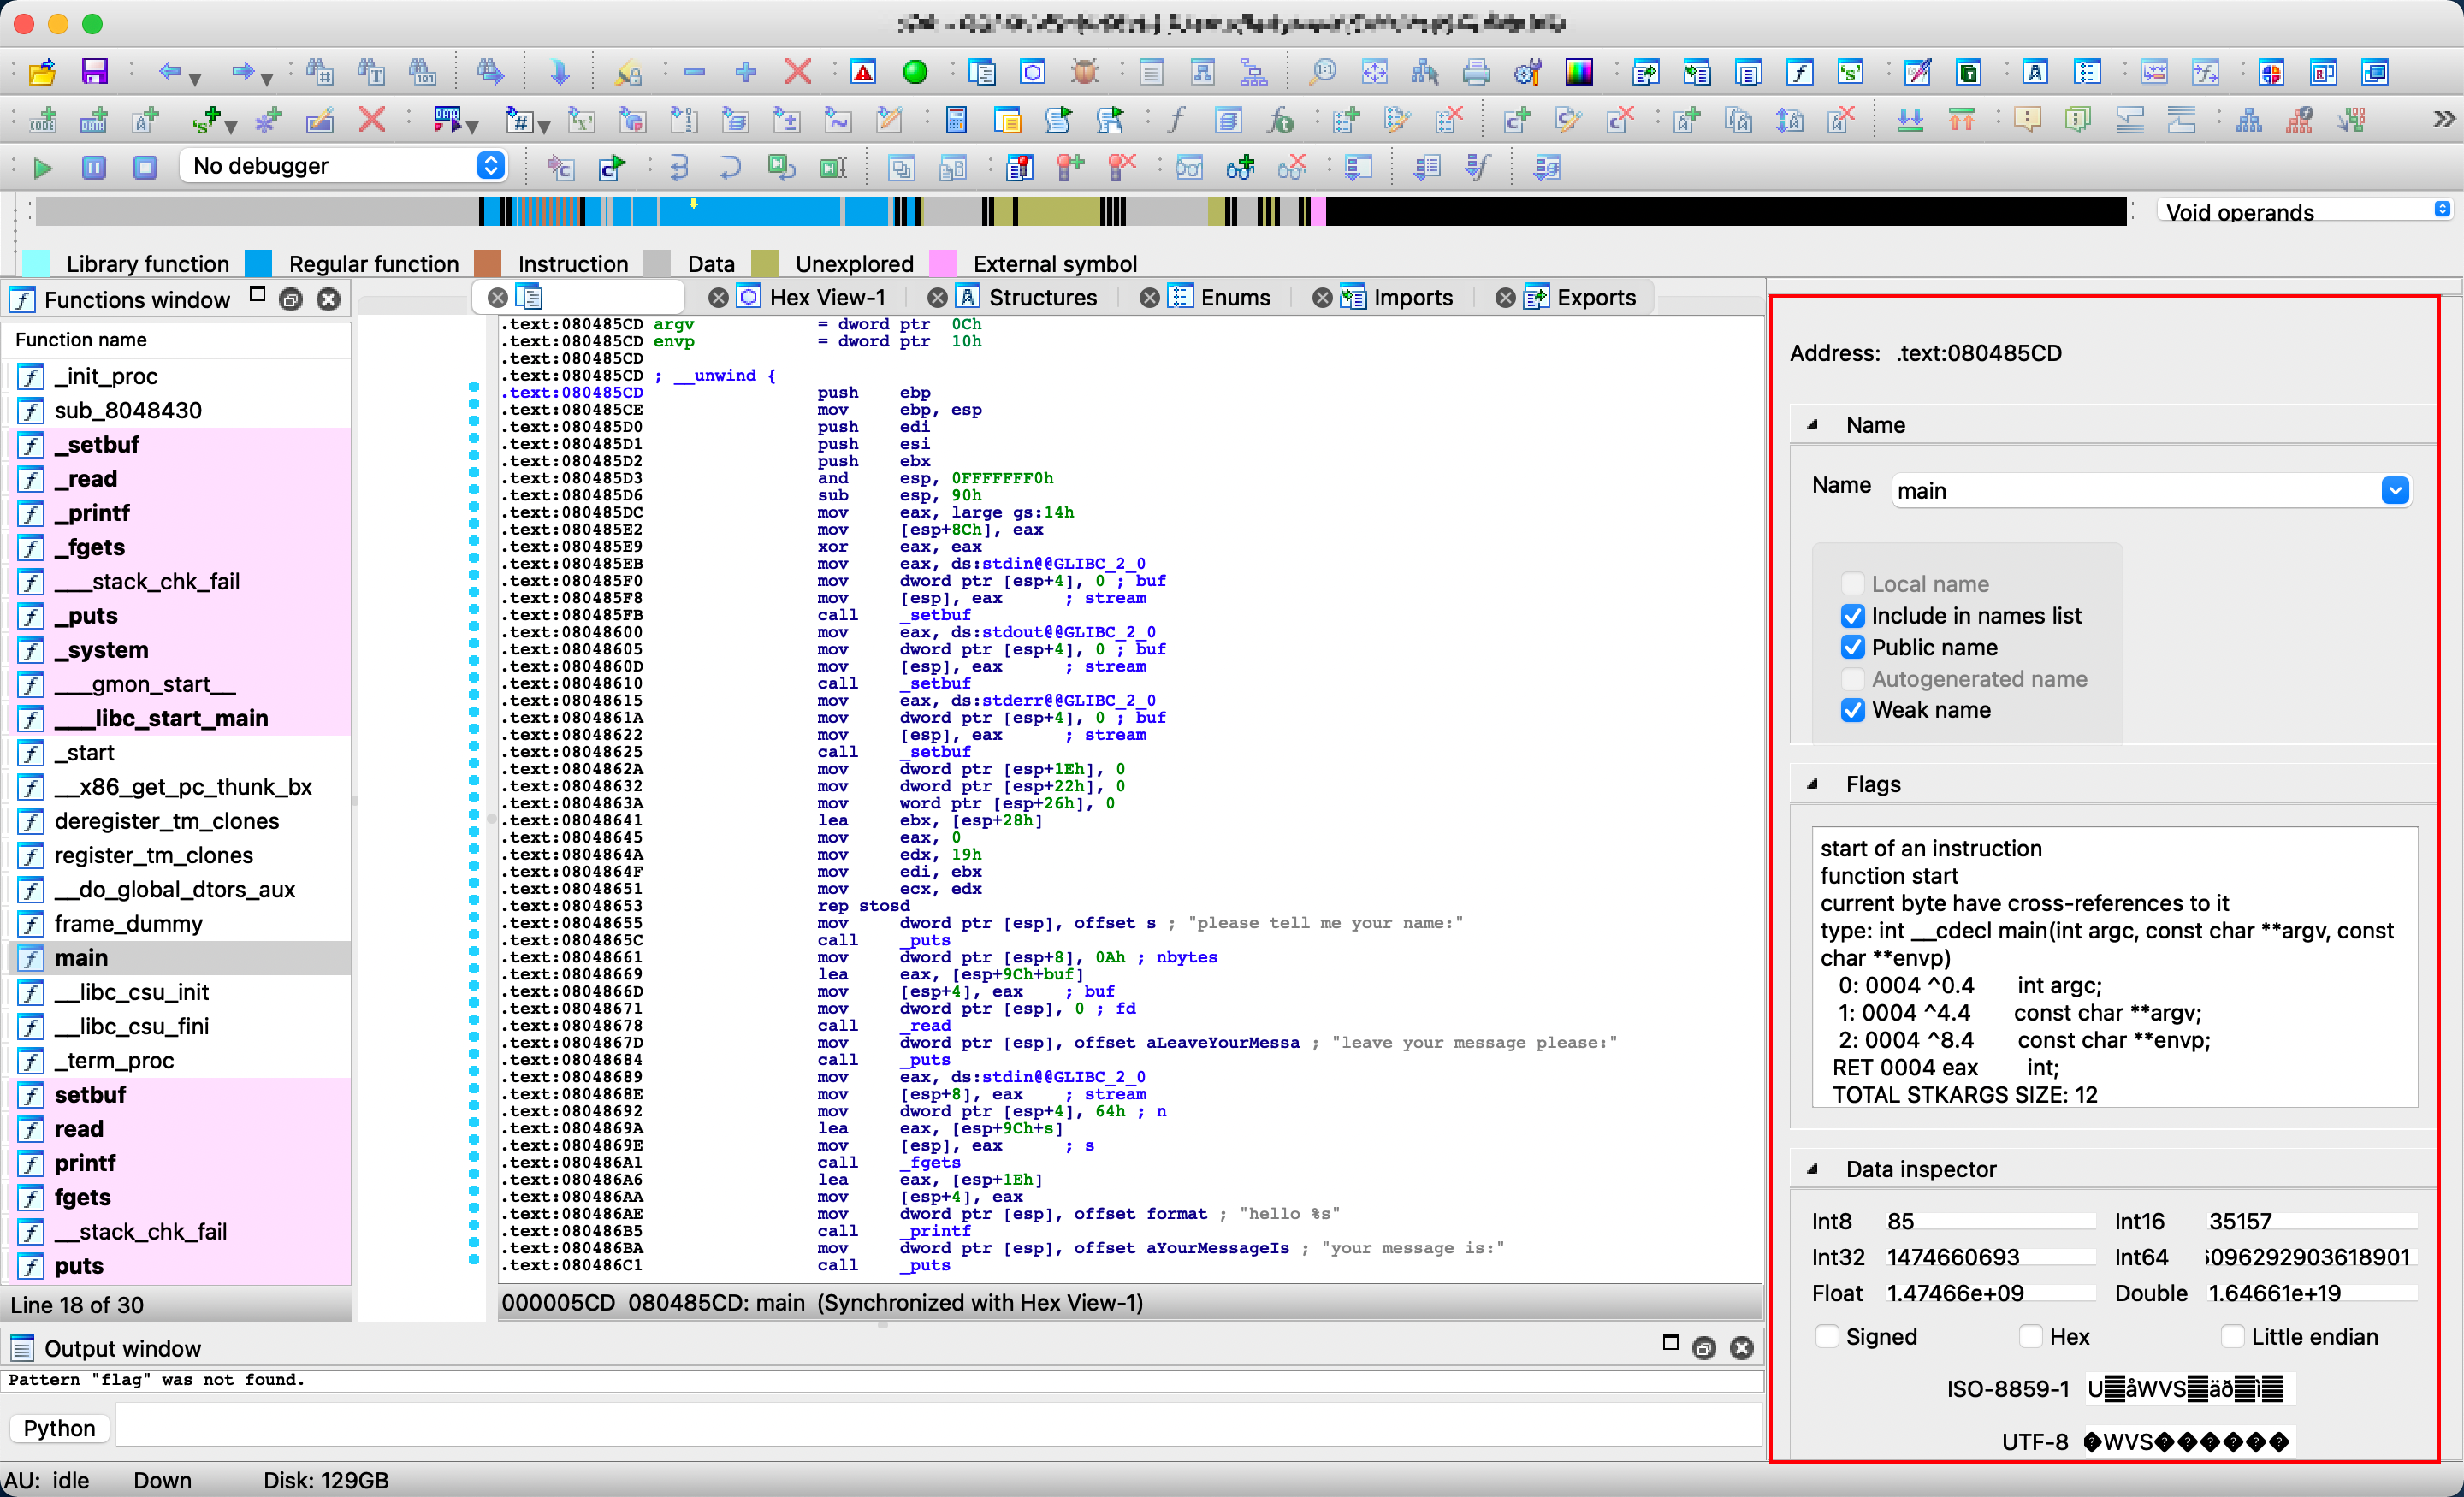 No debugger
Void operands
Library function Regular function Instruction Data Unexplored External symbol
Functions window
Hex View-1 Structures Enums Imports Exports
Function name
_init_proc
sub_8048430
_setbuf
_read
_printf
_fgets
___stack_chk_fail
_puts
_system
___gmon_start__
____libc_start_main
_start
__x86_get_pc_thunk_bx
deregister_tm_clones
register_tm_clones
__do_global_dtors_aux
frame_dummy
main
__libc_csu_init
__libc_csu_fini
_term_proc
setbuf
read
printf
fgets
__stack_chk_fail
puts
Line 18 of 30
.text:080485CD argv = dword ptr 0Ch
.text:080485CD envp = dword ptr 10h
.text:080485CD
.text:080485CD ; __unwind {
.text:080485CD push ebp
.text:080485CE mov ebp, esp
.text:080485D0 push edi
.text:080485D1 push esi
.text:080485D2 push ebx
.text:080485D3 and esp, 0FFFFFFF0h
.text:080485D6 sub esp, 90h
.text:080485DC mov eax, large gs:14h
.text:080485E2 mov [esp+8Ch], eax
.text:080485E9 xor eax, eax
.text:080485EB mov eax, ds:stdin@@GLIBC_2_0
.text:080485F0 mov dword ptr [esp+4], 0 ; buf
.text:080485F8 mov [esp], eax ; stream
.text:080485FB call _setbuf
.text:08048600 mov eax, ds:stdout@@GLIBC_2_0
.text:08048605 mov dword ptr [esp+4], 0 ; buf
.text:0804860D mov [esp], eax ; stream
.text:08048610 call _setbuf
.text:08048615 mov eax, ds:stderr@@GLIBC_2_0
.text:0804861A mov dword ptr [esp+4], 0 ; buf
.text:08048622 mov [esp], eax ; stream
.text:08048625 call _setbuf
.text:0804862A mov dword ptr [esp+1Eh], 0
.text:08048632 mov dword ptr [esp+22h], 0
.text:0804863A mov word ptr [esp+26h], 0
.text:08048641 lea ebx, [esp+28h]
.text:08048645 mov eax, 0
.text:0804864A mov edx, 19h
.text:0804864F mov edi, ebx
.text:08048651 mov ecx, edx
.text:08048653 rep stosd
.text:08048655 mov dword ptr [esp], offset s ; "please tell me your name:"
.text:0804865C call _puts
.text:08048661 mov dword ptr [esp+8], 0Ah ; nbytes
.text:08048669 lea eax, [esp+9Ch+buf]
.text:0804866D mov [esp+4], eax ; buf
.text:08048671 mov dword ptr [esp], 0 ; fd
.text:08048678 call _read
.text:0804867D mov dword ptr [esp], offset aLeaveYourMessa ; "leave your message please:"
.text:08048684 call _puts
.text:08048689 mov eax, ds:stdin@@GLIBC_2_0
.text:0804868E mov [esp+8], eax ; stream
.text:08048692 mov dword ptr [esp+4], 64h ; n
.text:0804869A lea eax, [esp+9Ch+s]
.text:0804869E mov [esp], eax ; s
.text:080486A1 call _fgets
.text:080486A6 lea eax, [esp+1Eh]
.text:080486AA mov [esp+4], eax
.text:080486AE mov dword ptr [esp], offset format ; "hello %s"
.text:080486B5 call _printf
.text:080486BA mov dword ptr [esp], offset aYourMessageIs ; "your message is:"
.text:080486C1 call _puts
000005CD 080485CD: main (Synchronized with Hex View-1)
Address: .text:080485CD
Name
Name main
Local name
Include in names list
Public name
Autogenerated name
Weak name
Flags
start of an instruction
function start
current byte have cross-references to it
type: int __cdecl main(int argc, const char **argv, const
char **envp)
0: 0004 ^0.4 int argc;
1: 0004 ^4.4 const char **argv;
2: 0004 ^8.4 const char **envp;
RET 0004 eax int;
TOTAL STKARGS SIZE: 12
Data inspector
Int8 85 Int16 35157
Int32 1474660693 Int64 6096292903618901
Float 1.47466e+09 Double 1.64661e+19
Signed Hex Little endian
ISO-8859-1
UTF-8
Output window
Pattern "flag" was not found.
Python
AU: idle Down Disk: 129GB